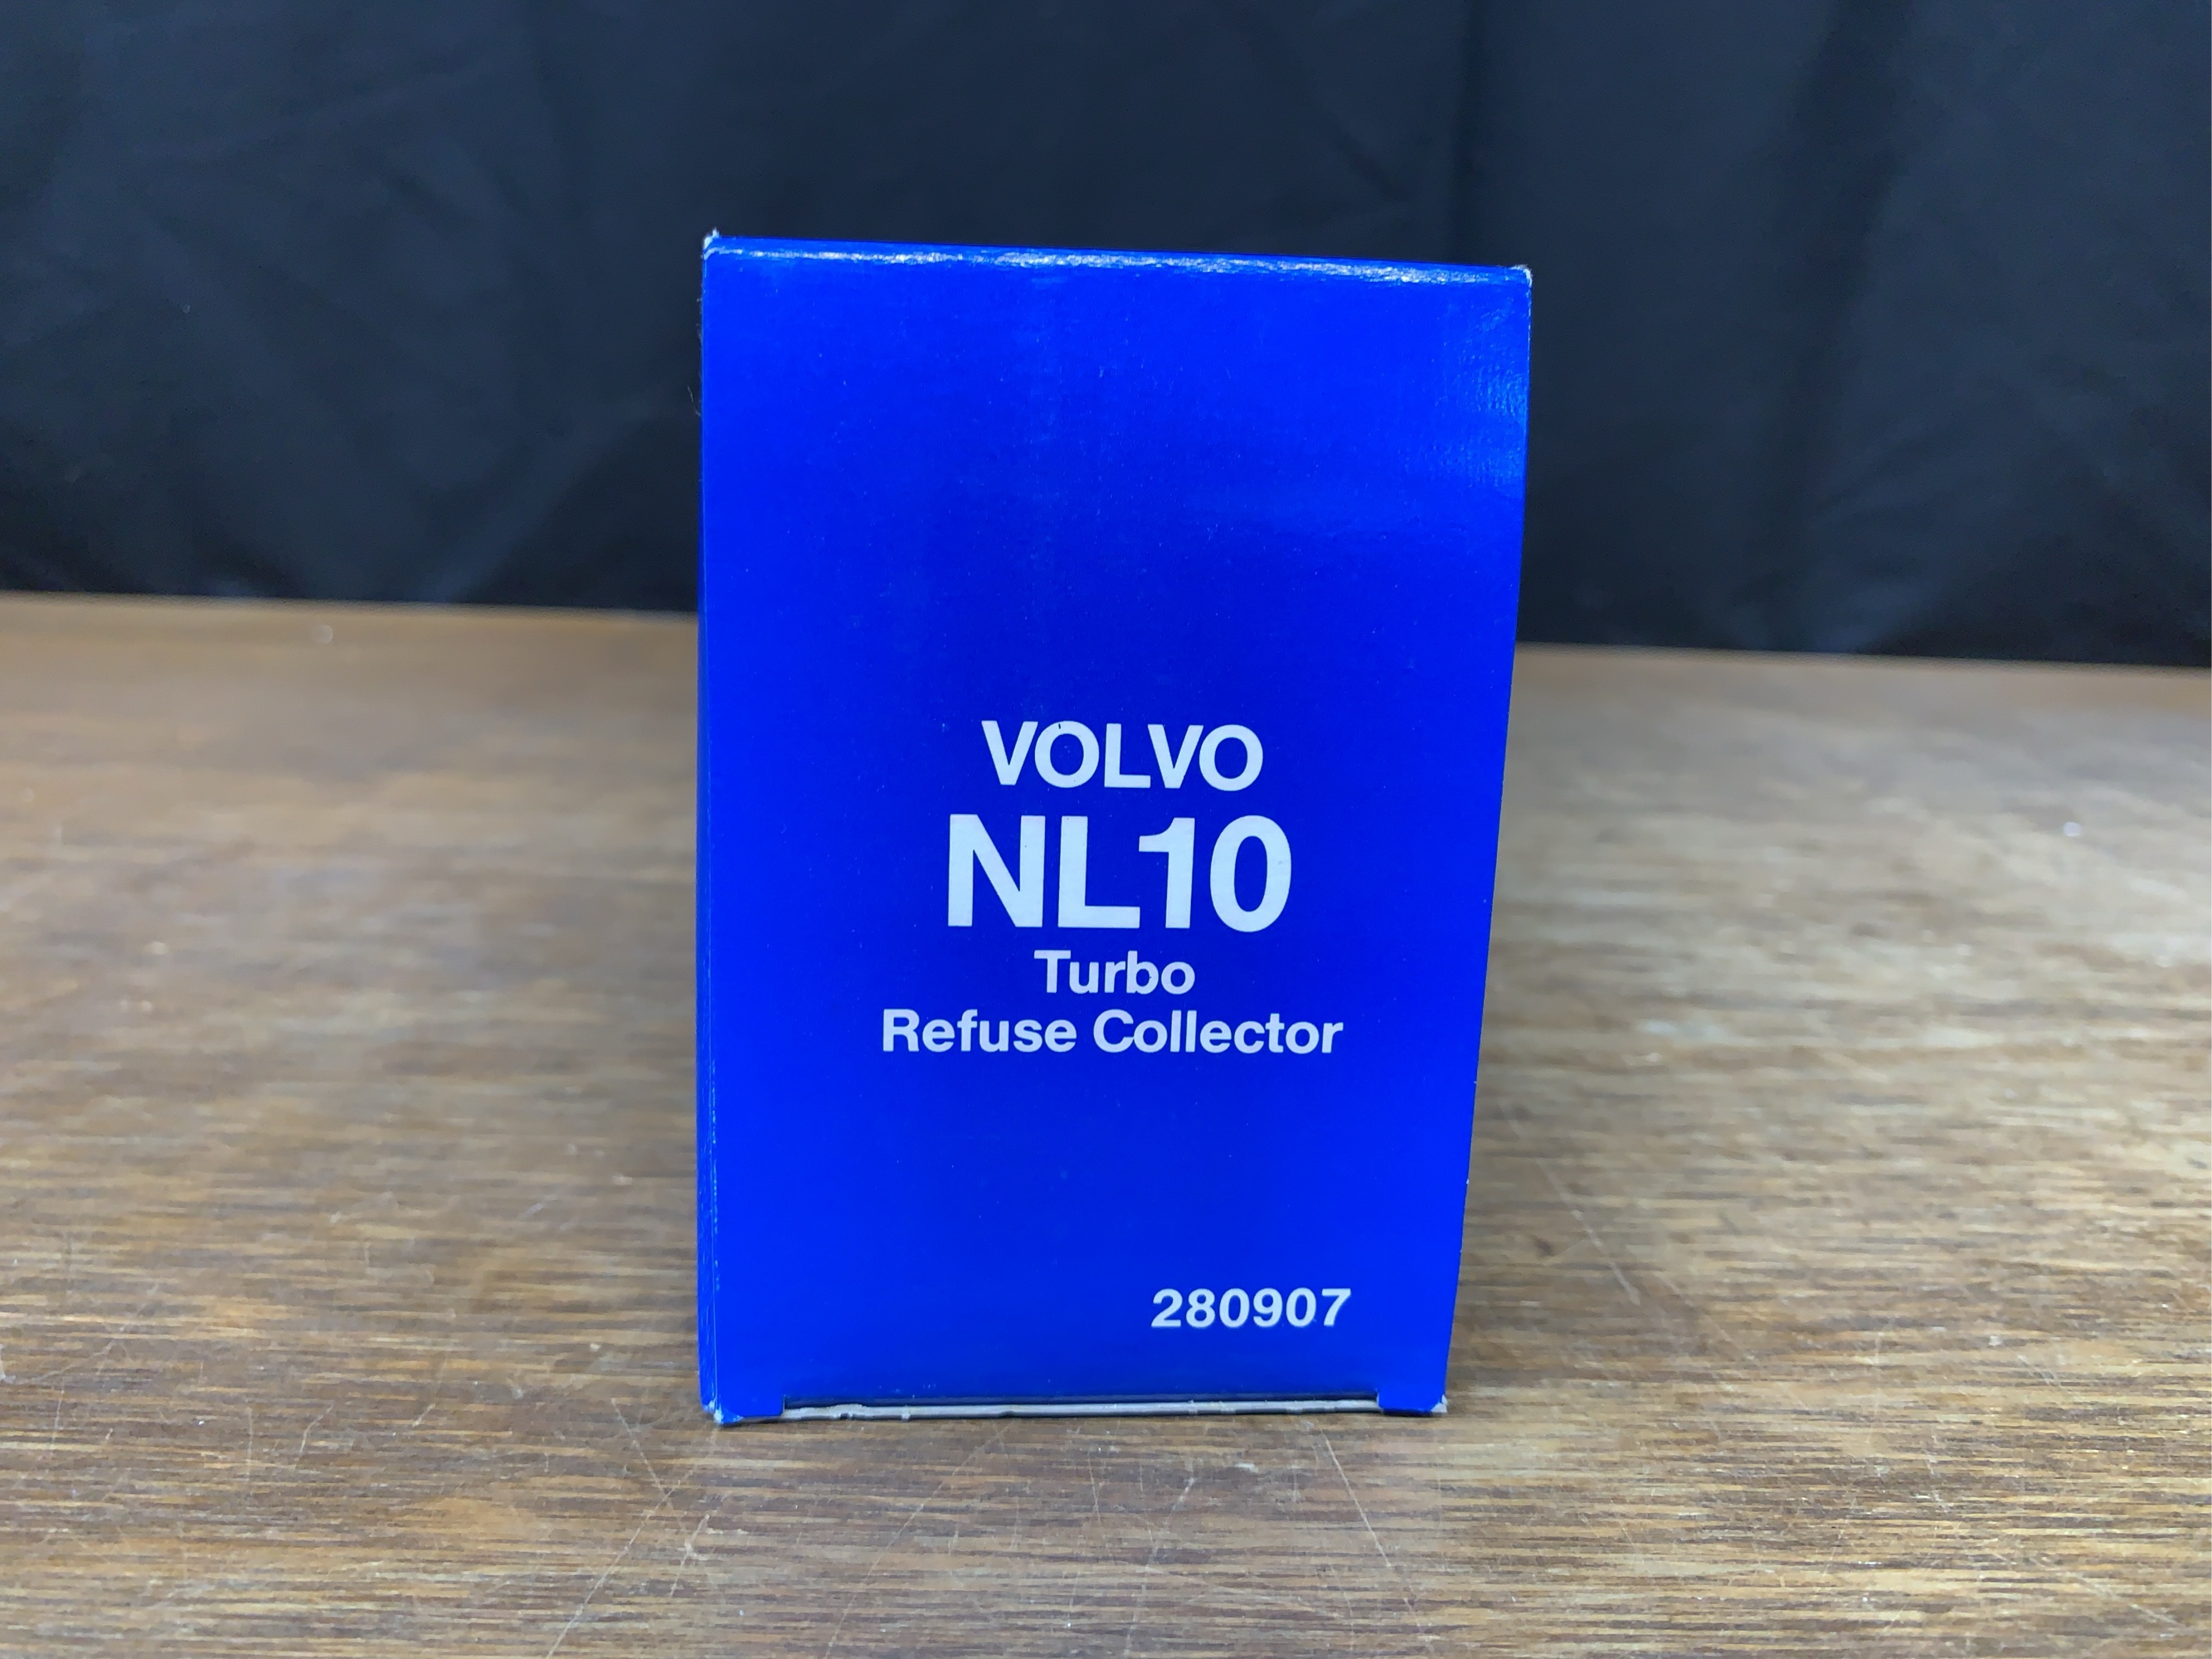 VOLVO
NL10
Turbo
Refuse Collector
280907